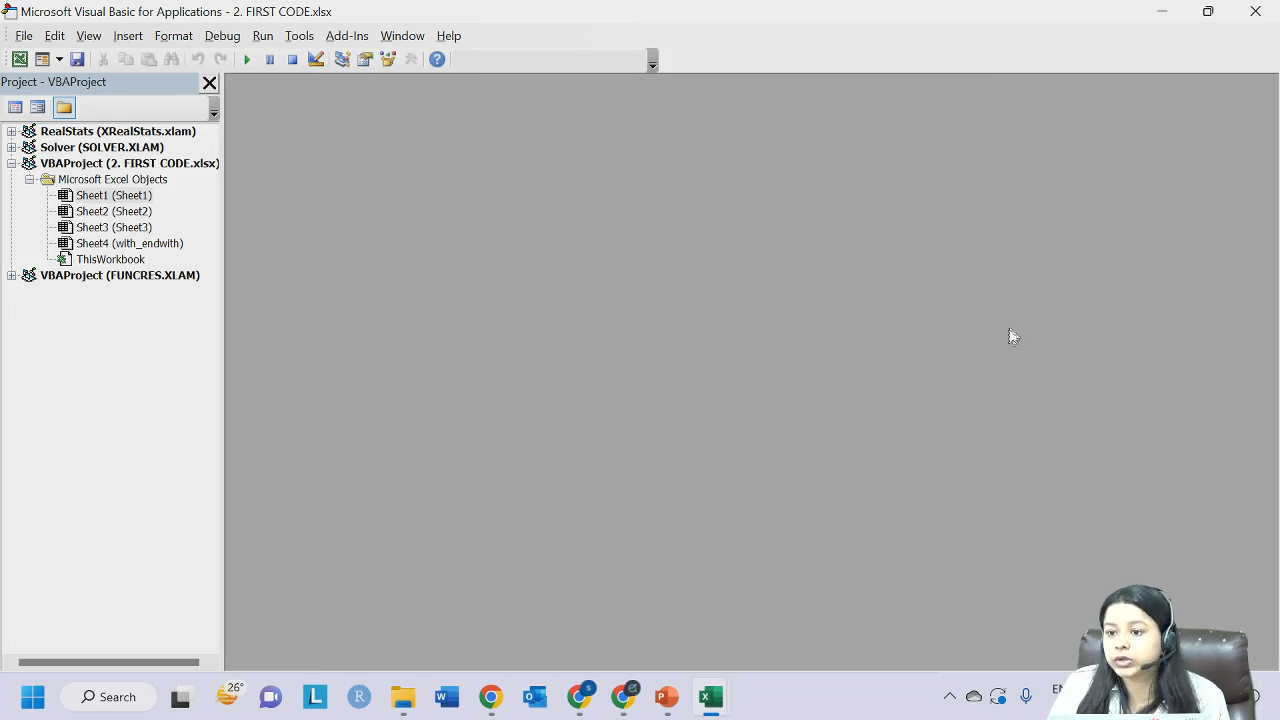 Microsoft Visual Basic for Applications - 2. FIRST CODE.xlsx
File Edit View Insert Format Debug Run Tools Add-Ins Window Help
Project - VBAProject
RealStats (XRealStats.xlam)
Solver (SOLVER.XLAM)
VBAProject (2. FIRST CODE.xlsx)
Microsoft Excel Objects
Sheet1 (Sheet1)
Sheet2 (Sheet2)
Sheet3 (Sheet3)
Sheet4 (with_endwith)
ThisWorkbook
VBAProject (FUNCRES.XLAM)
26°
Search
L
R
W
s
a
P
X